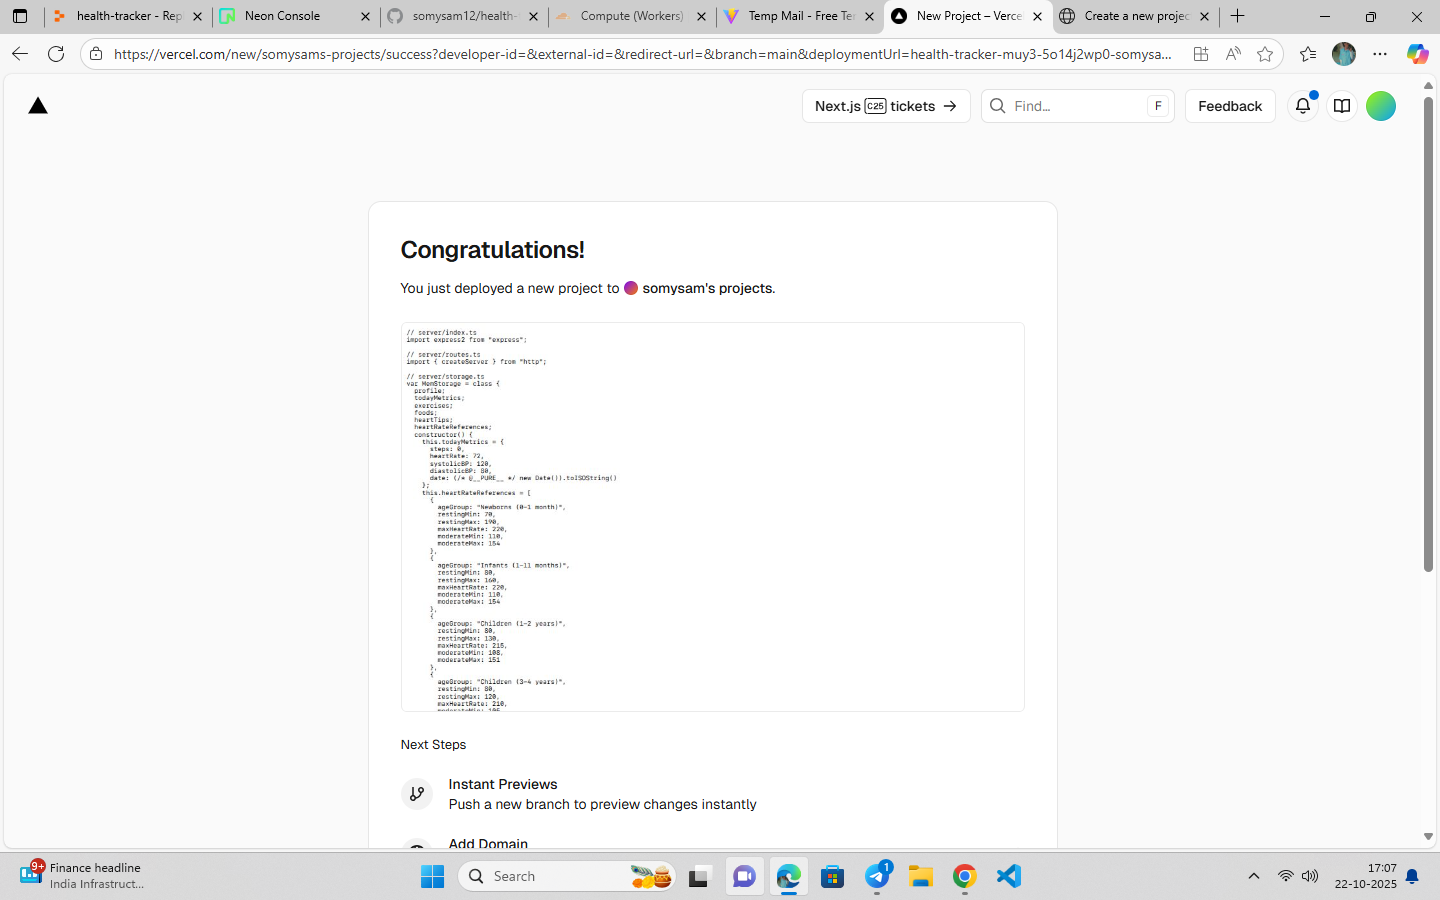 health-tracker - Rep
Neon Console
somysam12/health-
Compute (Workers)
Temp Mail - Free Ter
New Project – Verce
Create a new projec
https://vercel.com/new/somysams-projects/success?developer-id=&external-id=&redirect-url=&branch=main&deploymentUrl=health-tracker-muy3-5o14j2wp0-somysa...
Next.js C25 tickets →
Find...
F
Feedback
Congratulations!
You just deployed a new project to somysam's projects.
// server/index.ts
import express2 from "express";
// server/routes.ts
import { createServer } from "http";
// server/storage.ts
var MemStorage = class {
profile;
todayMetrics;
exercises;
foods;
heartTips;
heartRateReferences;
constructor() {
this.todayMetrics = {
steps: 0,
heartRate: 72,
systolicBP: 120,
diastolicBP: 80,
date: (/* @__PURE__ */ new Date()).toISOString()
};
this.heartRateReferences = [
{
ageGroup: "Newborns (0-1 month)",
restingMin: 70,
restingMax: 190,
maxHeartRate: 220,
moderateMin: 110,
moderateMax: 154
},
{
ageGroup: "Infants (1-11 months)",
restingMin: 80,
restingMax: 160,
maxHeartRate: 220,
moderateMin: 110,
moderateMax: 154
},
{
ageGroup: "Children (1-2 years)",
restingMin: 80,
restingMax: 130,
maxHeartRate: 215,
moderateMin: 108,
moderateMax: 151
},
{
ageGroup: "Children (3-4 years)",
restingMin: 80,
restingMax: 120,
maxHeartRate: 210,
moderateMin: 105
Next Steps
Instant Previews
Push a new branch to preview changes instantly
Add Domain
9+
Finance headline
India Infrastruct...
Search
1
17:07
22-10-2025